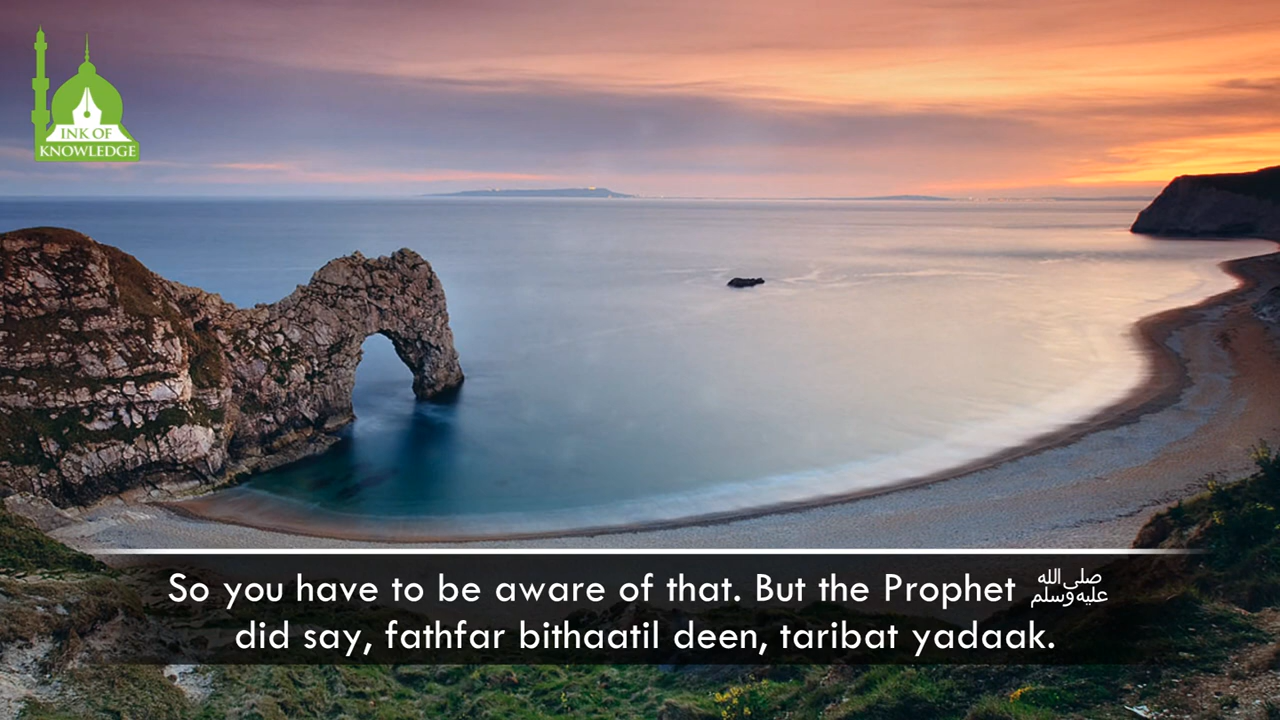 INK OF
KNOWLEDGE
So you have to be aware of that. But the Prophet ﷺ
did say, fathfar bithaatil deen, taribat yadaak.